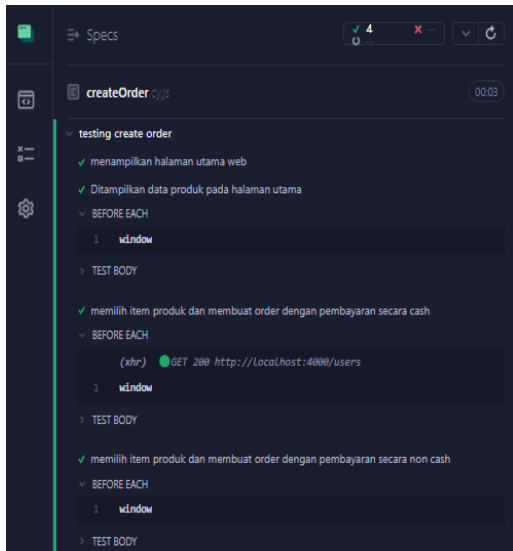 Specs
✓ 4 ✗ -- --
createOrder.cy.js 00:03
testing create order
✓ menampilkan halaman utama web
✓ Ditampilkan data produk pada halaman utama
BEFORE EACH
1 window
TEST BODY
✓ memilih item produk dan membuat order dengan pembayaran secara cash
BEFORE EACH
(xhr) GET 200 http://localhost:4000/users
1 window
TEST BODY
✓ memilih item produk dan membuat order dengan pembayaran secara non cash
BEFORE EACH
1 window
TEST BODY